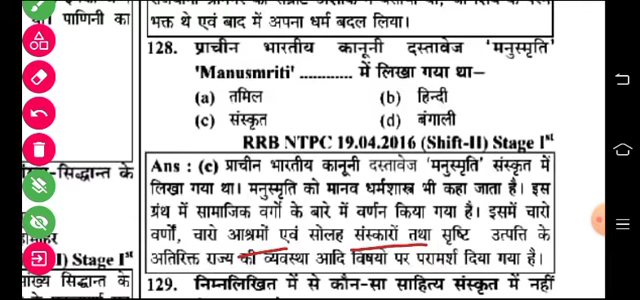 पाणिनी का
भक्त थे एवं बाद में अपना धर्म बदल लिया।
128. प्राचीन भारतीय कानूनी दस्तावेज 'मनुस्मृति'
'Manusmriti' ............ में लिखा गया था–
(a) तमिल (b) हिन्दी
(c) संस्कृत (d) बंगाली
RRB NTPC 19.04.2016 (Shift-II) Stage Ist
Ans : (c) प्राचीन भारतीय कानूनी दस्तावेज 'मनुस्मृति' संस्कृत में
लिखा गया था। मनुस्मृति को मानव धर्मशास्त्र भी कहा जाता है। इस
-सिद्धान्त के
ग्रंथ में सामाजिक वर्गों के बारे में वर्णन किया गया है। इसमें चारो
वर्णों, चारो आश्रमों एवं सोलह संस्कारों तथा सृष्टि उत्पत्ति के
अतिरिक्त राज्य की व्यवस्था आदि विषयों पर परामर्श दिया गया है।
I) Stage Ist
सिद्धान्त के
129. निम्नलिखित में से कौन-सा साहित्य संस्कृत में नहीं